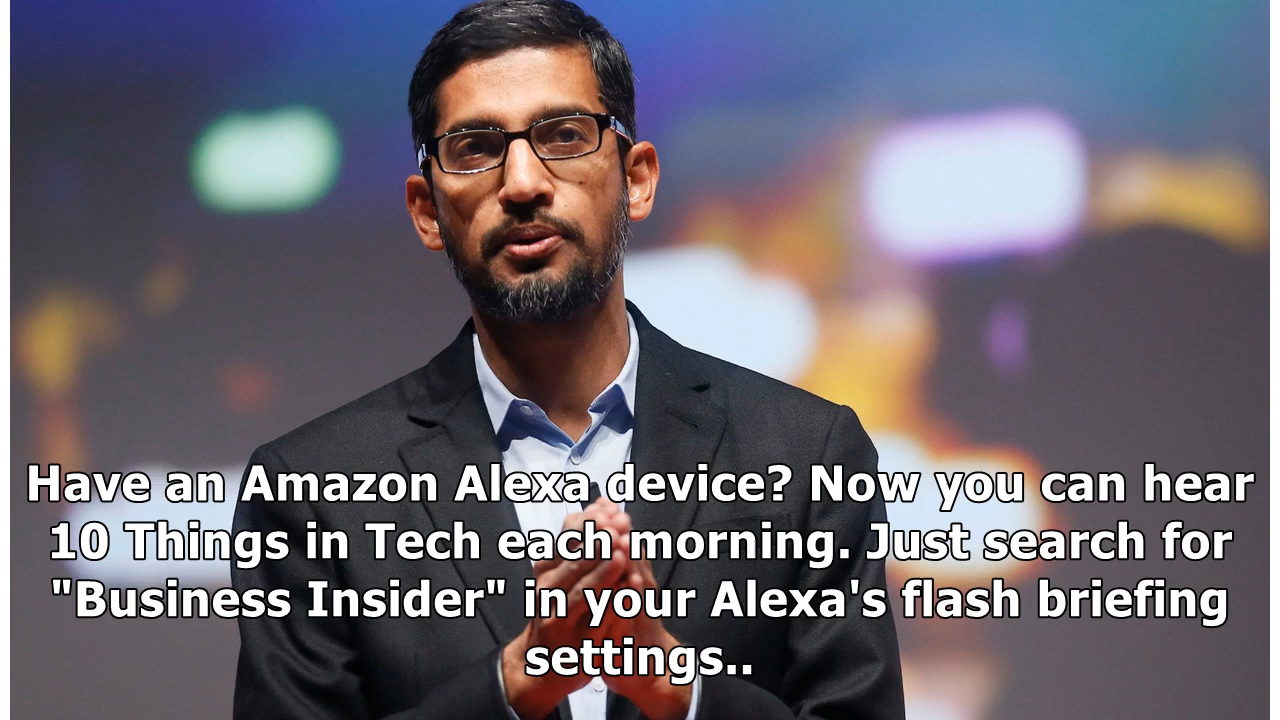 Have an Amazon Alexa device? Now you can hear
10 Things in Tech each morning. Just search for
"Business Insider" in your Alexa's flash briefing
settings..